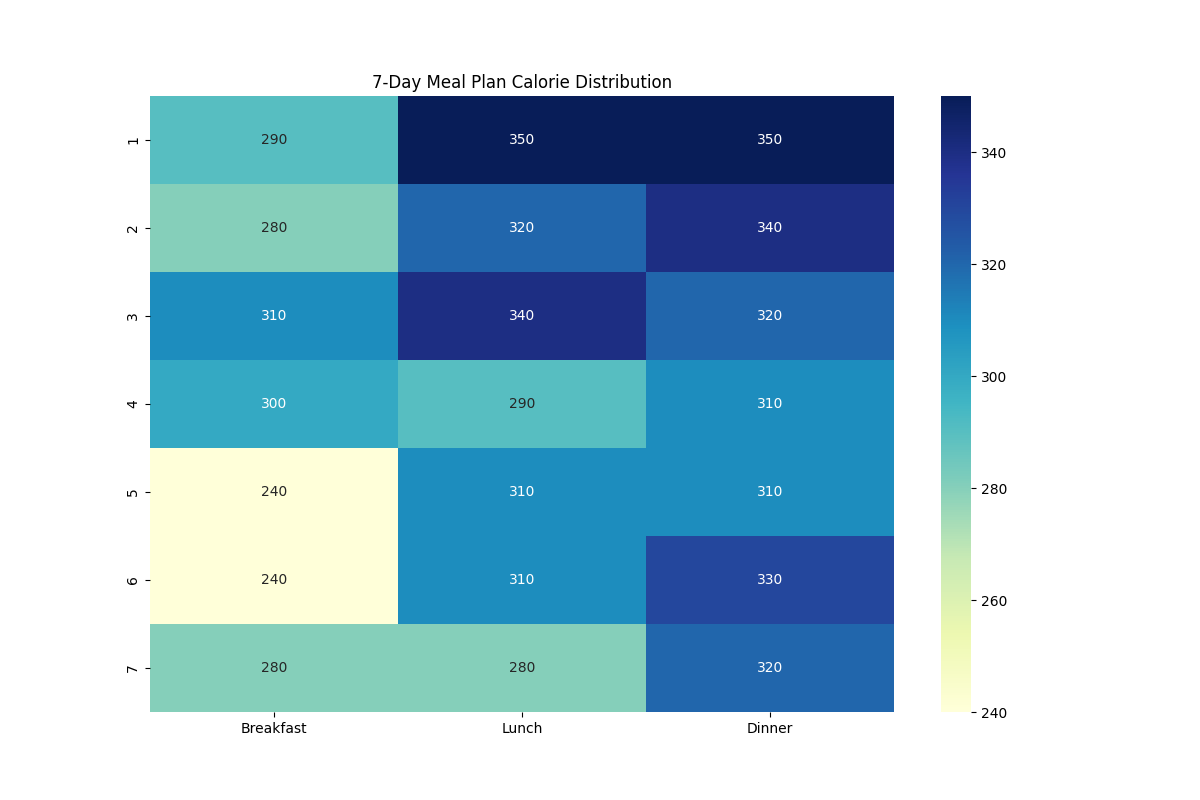 7-Day Meal Plan Calorie Distribution
1 290 350 350
2 280 320 340
3 310 340 320
4 300 290 310
5 240 310 310
6 240 310 330
7 280 280 320
Breakfast Lunch Dinner
340
320
300
280
260
240